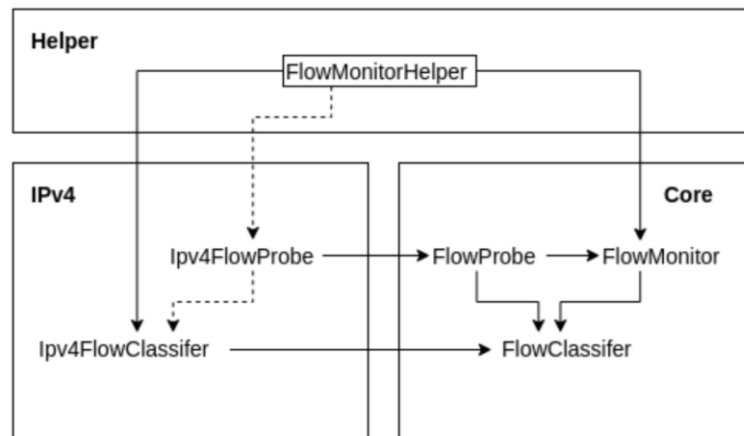 Helper
FlowMonitorHelper
IPv4
Core
Ipv4FlowProbe
FlowProbe
FlowMonitor
Ipv4FlowClassifer
FlowClassifer